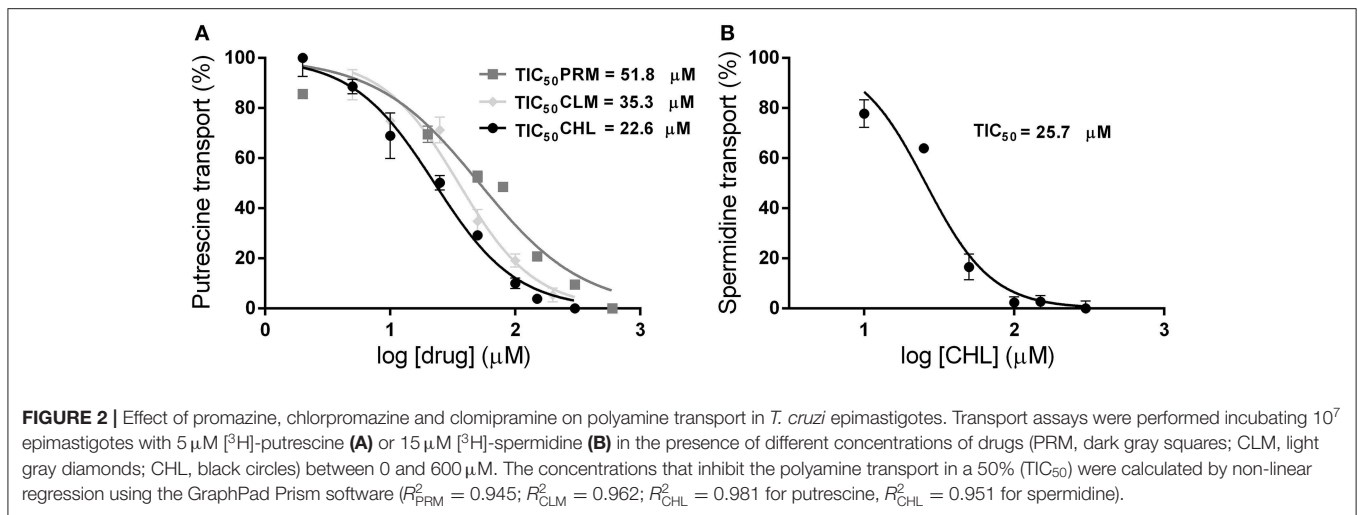 A
100
80
60
40
20
0
Putrescine transport (%)
0
1
2
3
log [drug] (μM)
TIC₅₀PRM = 51.8 μM
TIC₅₀CLM = 35.3 μM
TIC₅₀CHL = 22.6 μM
B
100
80
60
40
20
0
Spermidine transport (%)
1
2
3
log [CHL] (μM)
TIC₅₀ = 25.7 μM
FIGURE 2 | Effect of promazine, chlorpromazine and clomipramine on polyamine transport in T. cruzi epimastigotes. Transport assays were performed incubating 10⁷
epimastigotes with 5 μM [³H]-putrescine (A) or 15 μM [³H]-spermidine (B) in the presence of different concentrations of drugs (PRM, dark gray squares; CLM, light
gray diamonds; CHL, black circles) between 0 and 600 μM. The concentrations that inhibit the polyamine transport in a 50% (TIC₅₀) were calculated by non-linear
regression using the GraphPad Prism software (R²PRM = 0.945; R²CLM = 0.962; R²CHL = 0.981 for putrescine, R²CHL = 0.951 for spermidine).